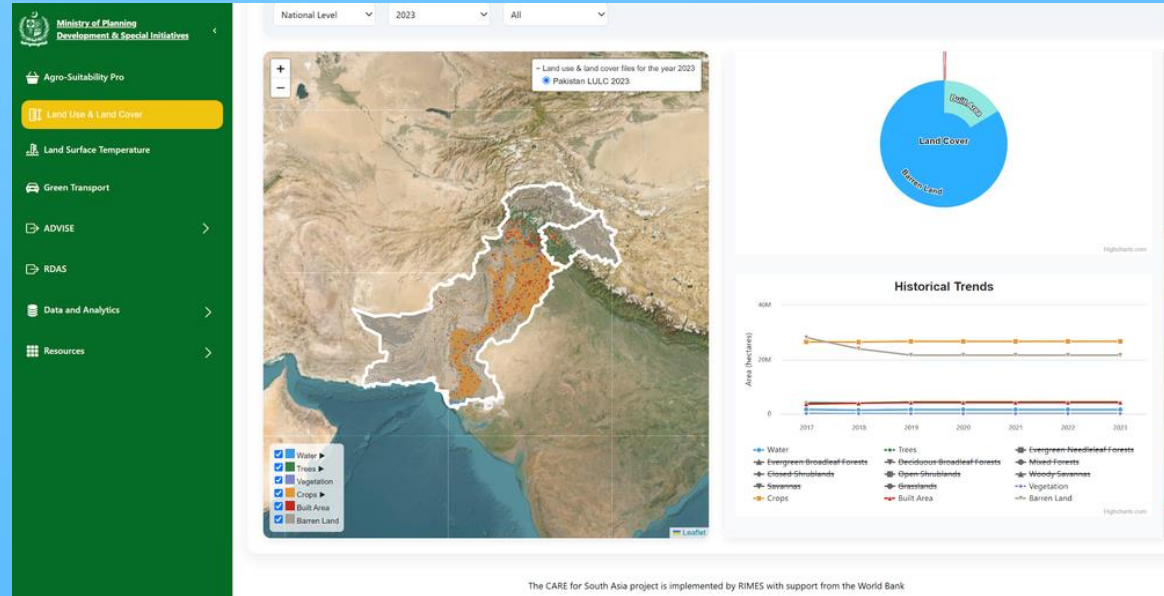 Ministry of Planning
Development & Special Initiatives
Agro-Suitability Pro
Land Use & Land Cover
Land Surface Temperature
Green Transport
ADVISE
RDAS
Data and Analytics
Resources
National Level
2023
All
+
−
− Land use & land cover files for the year 2023
Pakistan LULC 2023
Water ▶
Trees ▶
Vegetation
Crops ▶
Built Area
Barren Land
Leaflet
Built Area
Land Cover
Barren Land
Highcharts.com
Historical Trends
Area (hectares)
40M
20M
0
2017 2018 2019 2020 2021 2022 2023
Water Trees Evergreen Needleleaf Forests
Evergreen Broadleaf Forests Deciduous Broadleaf Forests Mixed Forests
Closed Shrublands Open Shrublands Woody Savannas
Savannas Grasslands Vegetation
Crops Built Area Barren Land
Highcharts.com
The CARE for South Asia project is implemented by RIMES with support from the World Bank